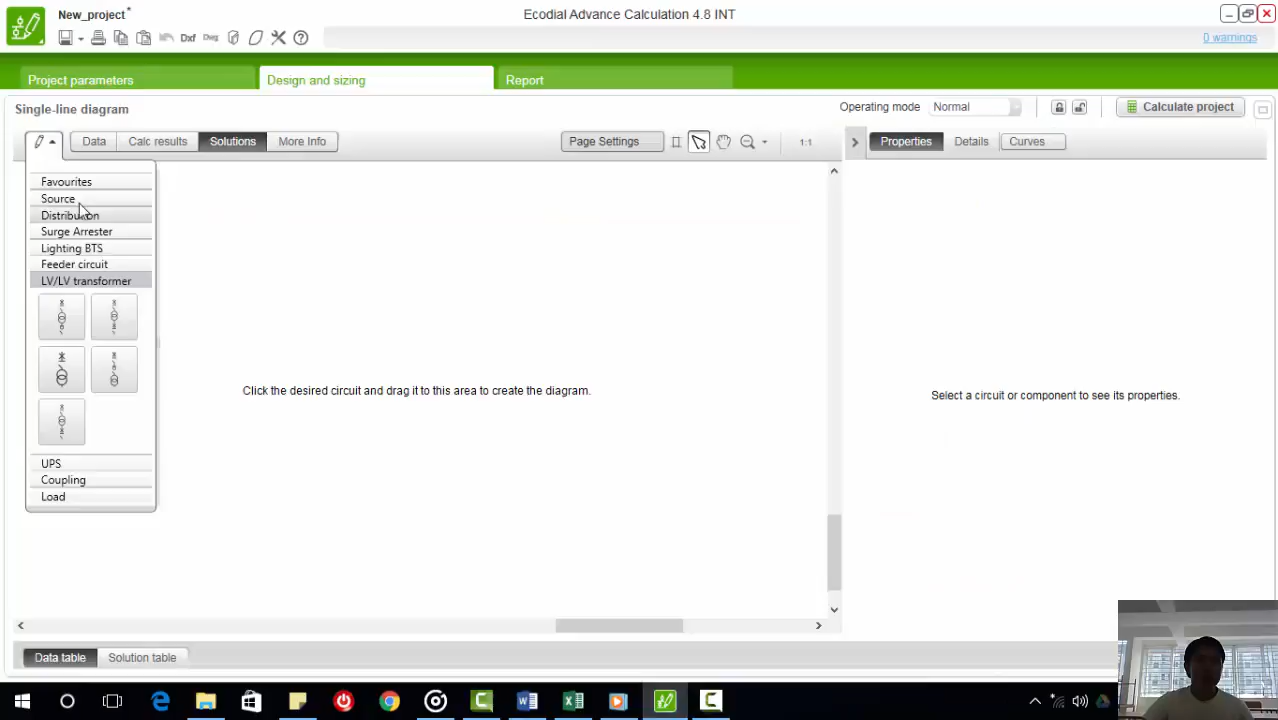 New_project*
Ecodial Advance Calculation 4.8 INT
Dxf
Dwg
0 warnings
Project parameters
Design and sizing
Report
Single-line diagram
Operating mode
Normal
Calculate project
Data
Calc results
Solutions
More Info
Page Settings
1:1
Properties
Details
Curves
Favourites
Source
Distribution
Surge Arrester
Lighting BTS
Feeder circuit
LV/LV transformer
UPS
Coupling
Load
Click the desired circuit and drag it to this area to create the diagram.
Select a circuit or component to see its properties.
Data table
Solution table